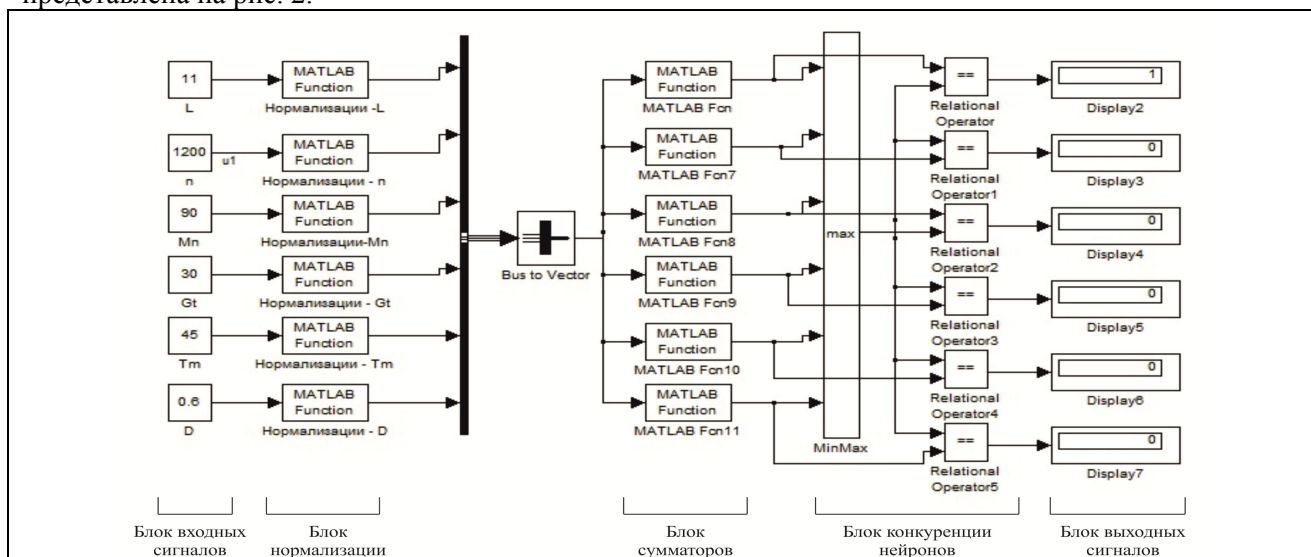 представлена на рис. 2.
11
L
MATLAB
Function
Нормализации -L
1200
u1
n
MATLAB
Function
Нормализации - n
90
Mn
MATLAB
Function
Нормализации-Mn
30
Gt
MATLAB
Function
Нормализации - Gt
45
Tm
MATLAB
Function
Нормализации - Tm
0.6
D
MATLAB
Function
Нормализации - D
Bus to Vector
MATLAB
Function
MATLAB Fcn
MATLAB
Function
MATLAB Fcn7
MATLAB
Function
MATLAB Fcn8
MATLAB
Function
MATLAB Fcn9
MATLAB
Function
MATLAB Fcn10
MATLAB
Function
MATLAB Fcn11
max
MinMax
==
Relational
Operator
==
Relational
Operator1
==
Relational
Operator2
==
Relational
Operator3
==
Relational
Operator4
==
Relational
Operator5
1
Display2
0
Display3
0
Display4
0
Display5
0
Display6
0
Display7
Блок входных
сигналов
Блок
нормализации
Блок
сумматоров
Блок конкуренции
нейронов
Блок выходных
сигналов